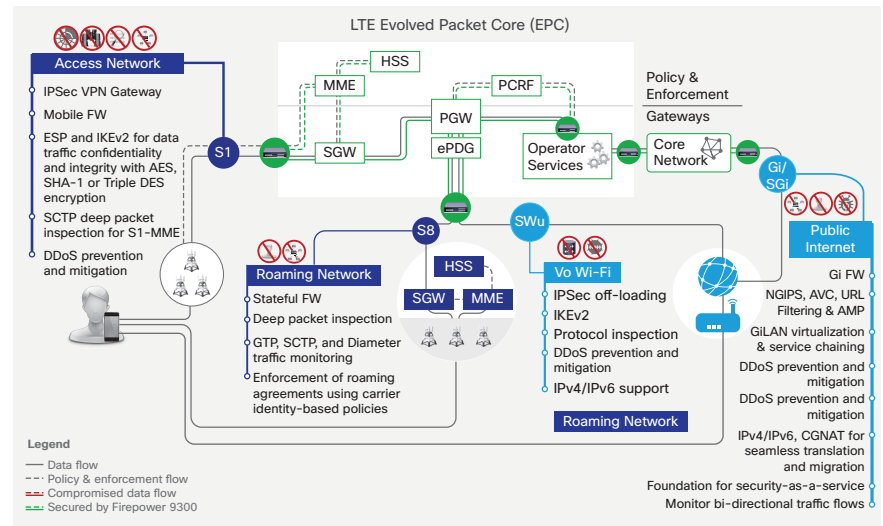 LTE Evolved Packet Core (EPC)
Access Network
IPSec VPN Gateway
Mobile FW
ESP and IKEv2 for data
traffic confidentiality
and integrity with AES,
SHA-1 or Triple DES
encryption
SCTP deep packet
inspection for S1-MME
DDoS prevention
and mitigation
S1
HSS
MME
PCRF
SGW
PGW
ePDG
Policy &
Enforcement
Gateways
Operator
Services
Core
Network
Gi/
SGi
S8
SWu
Roaming Network
Stateful FW
Deep packet inspection
GTP, SCTP, and Diameter
traffic monitoring
Enforcement of roaming
agreements using carrier
identity-based policies
HSS
SGW
MME
Vo Wi-Fi
IPSec off-loading
IKEv2
Protocol inspection
DDoS prevention and
mitigation
IPv4/IPv6 support
Roaming Network
Public
Internet
Gi FW
NGIPS, AVC, URL
Filtering & AMP
GiLAN virtualization
& service chaining
DDoS prevention and
mitigation
DDoS prevention and
mitigation
IPv4/IPv6, CGNAT for
seamless translation
and migration
Foundation for security-as-a-service
Monitor bi-directional traffic flows
Legend
Data flow
Policy & enforcement flow
Compromised data flow
Secured by Firepower 9300